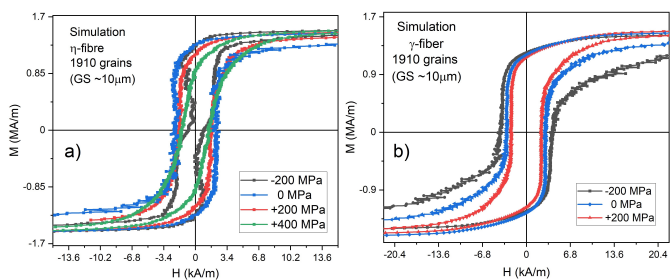 Simulation
η-fibre
1910 grains
(GS ~10μm)
a)
-200 MPa
0 MPa
+200 MPa
+400 MPa
M (MA/m)
1.7
0.85
0
-0.85
-1.7
-13.6 -10.2 -6.8 -3.4 0 3.4 6.8 10.2 13.6
H (kA/m)
Simulation
γ-fiber
1910 grains
(GS ~10μm)
b)
-200 MPa
0 MPa
+200 MPa
M (MA/m)
1.8
0.9
0
-0.9
-20.4 -13.6 -6.8 0 6.8 13.6 20.4
H (kA/m)